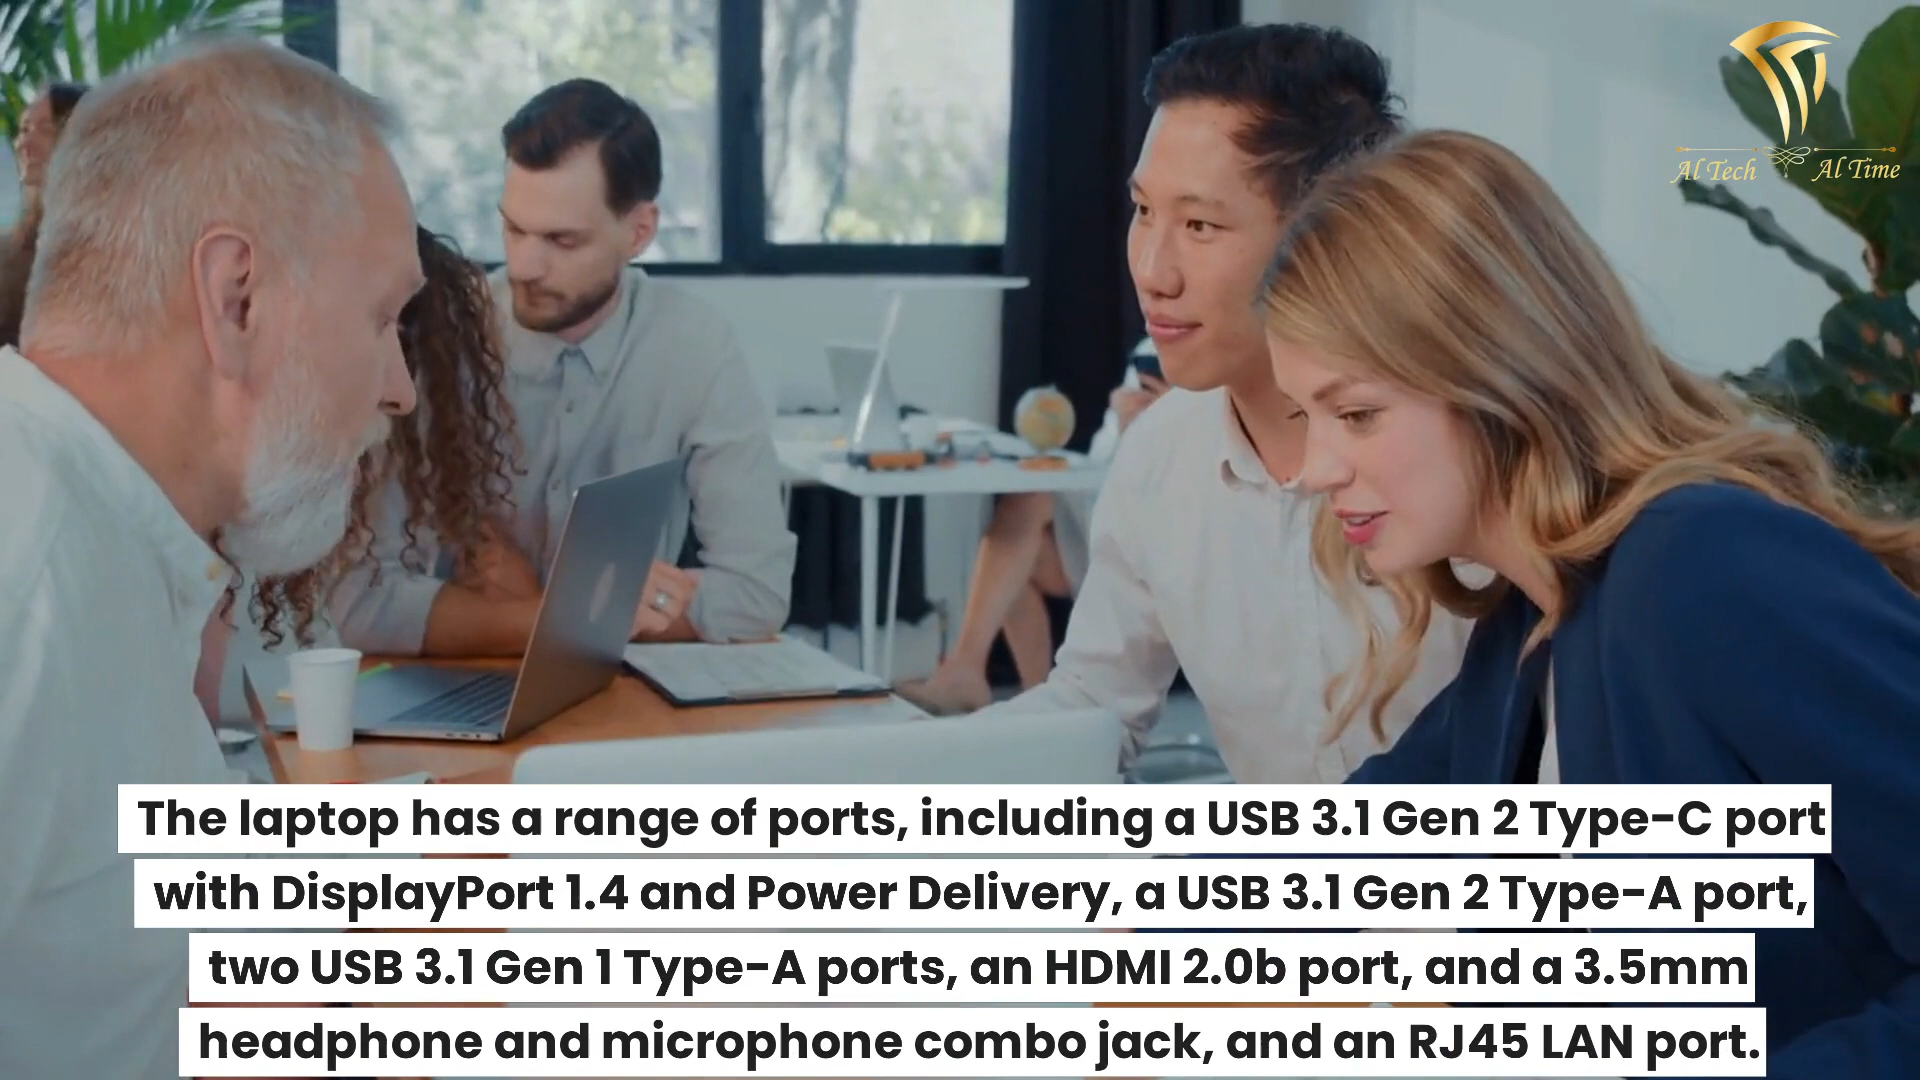 Al Tech Al Time
The laptop has a range of ports, including a USB 3.1 Gen 2 Type-C port
with DisplayPort 1.4 and Power Delivery, a USB 3.1 Gen 2 Type-A port,
two USB 3.1 Gen 1 Type-A ports, an HDMI 2.0b port, and a 3.5mm
headphone and microphone combo jack, and an RJ45 LAN port.